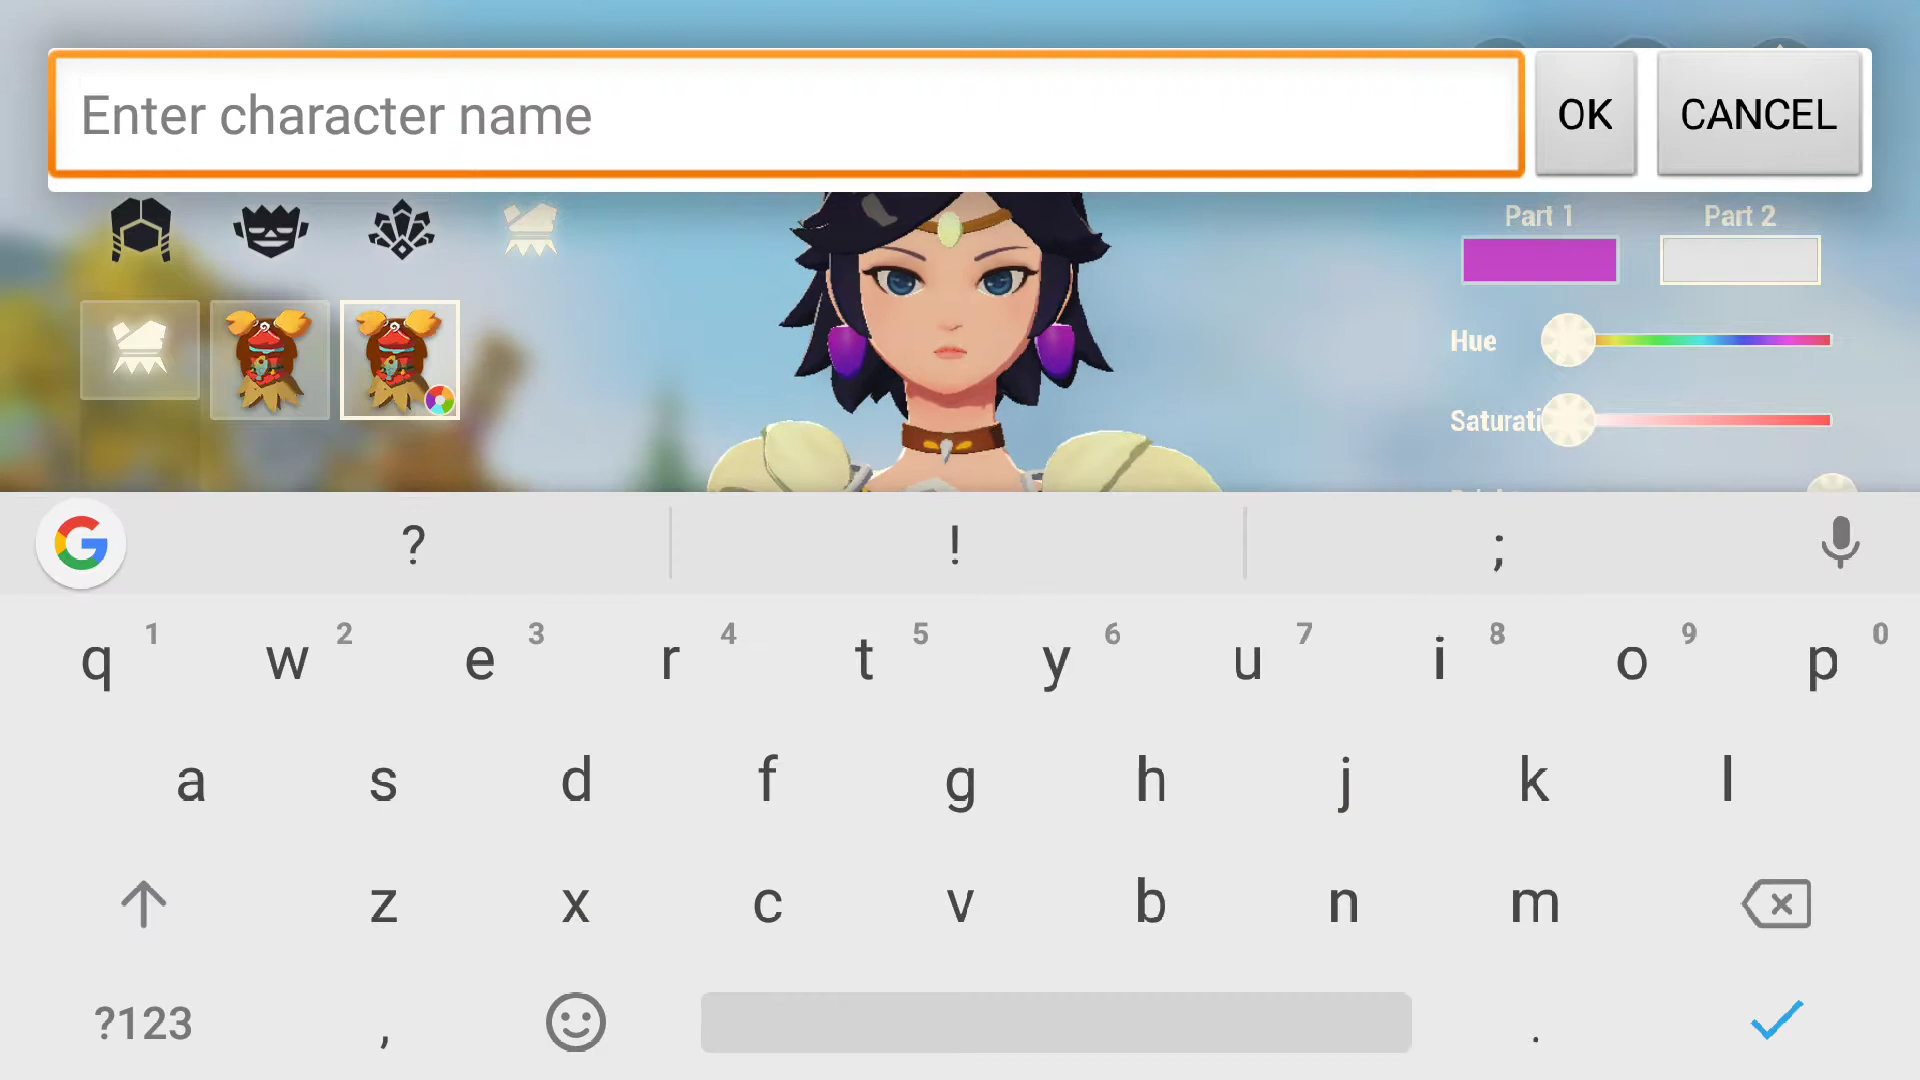 Enter character name
OK
CANCEL
Part 1
Part 2
Hue
Saturati
? ! ;
q 1 w 2 e 3 r 4 t 5 y 6 u 7 i 8 o 9 p 0
a s d f g h j k l
z x c v b n m
?123 , .